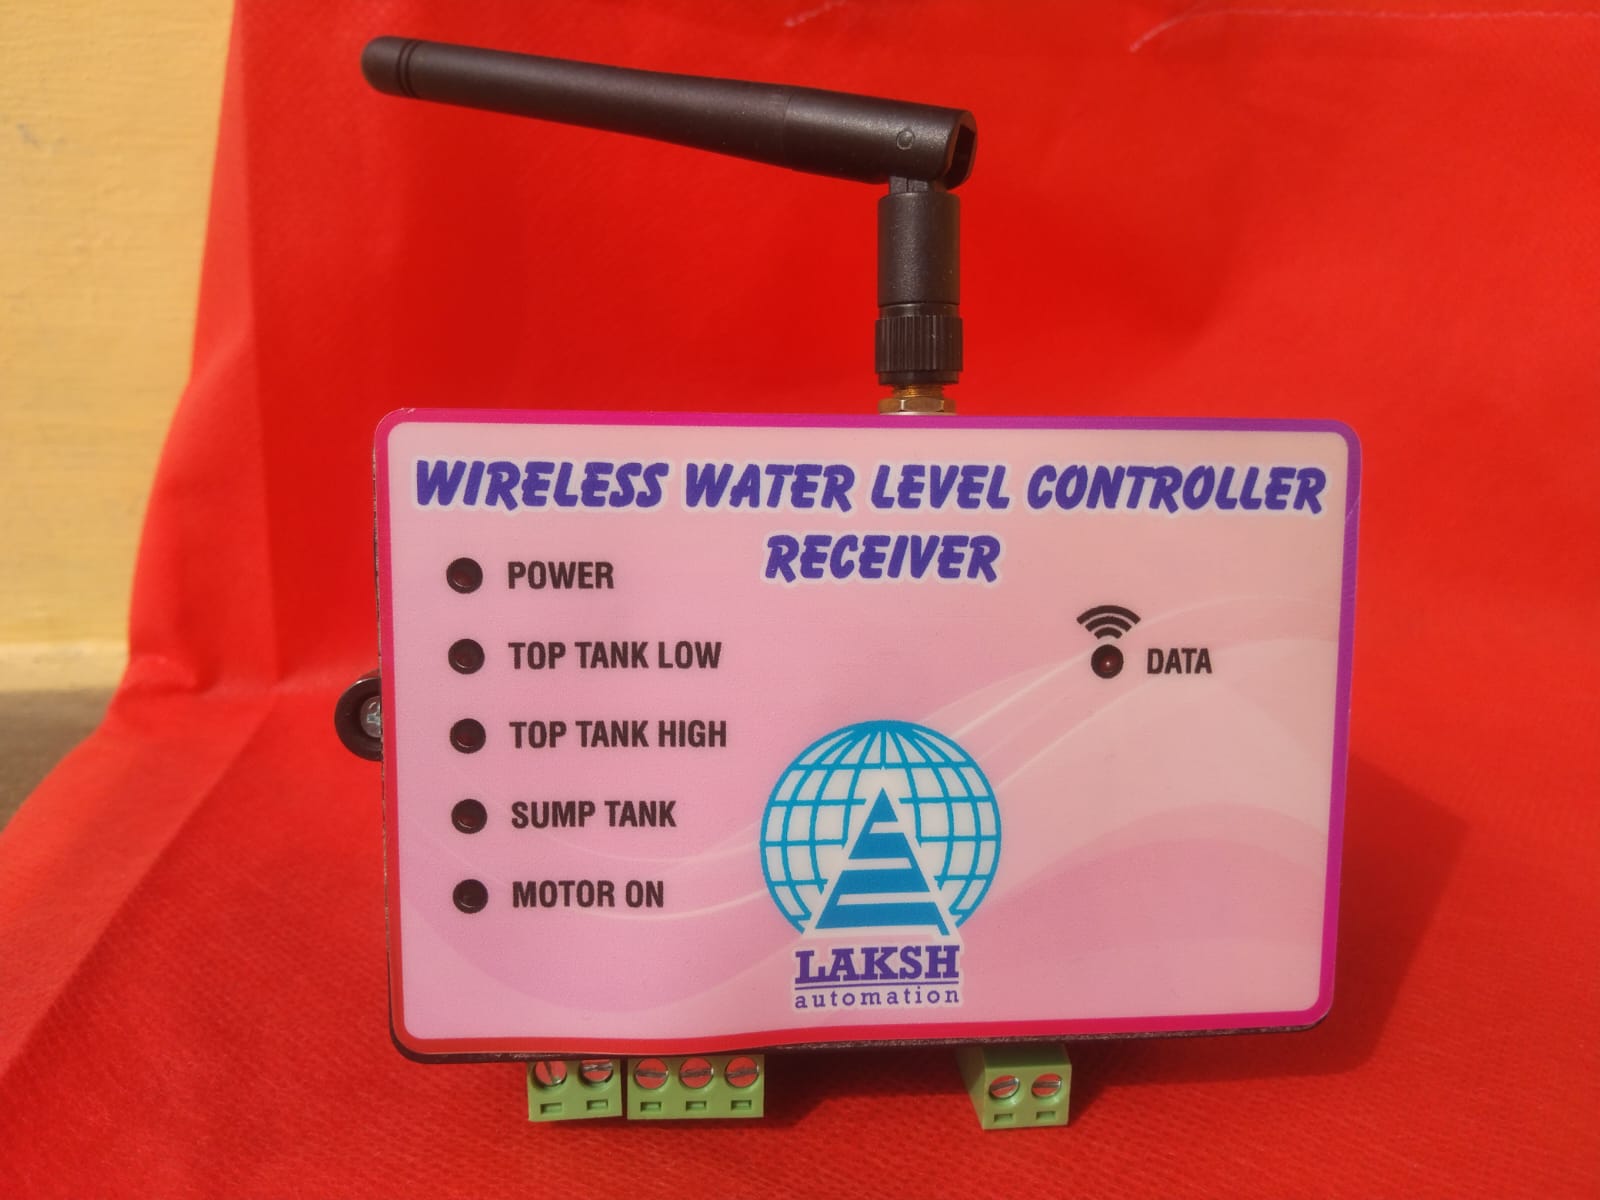 WIRELESS WATER LEVEL CONTROLLER
RECEIVER
POWER
TOP TANK LOW
TOP TANK HIGH
SUMP TANK
MOTOR ON
DATA
LAKSH
automation